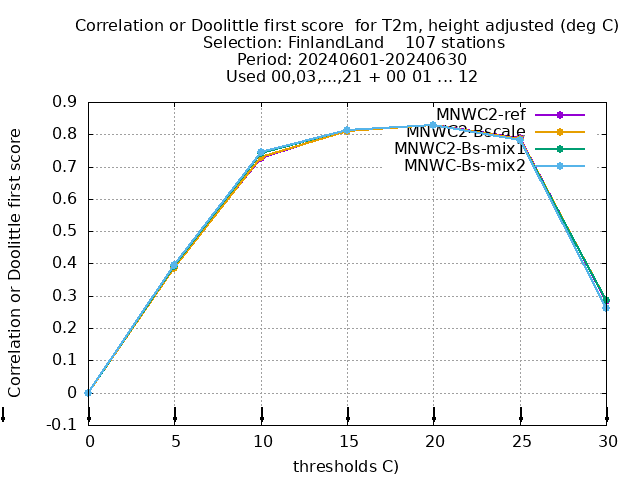 Correlation or Doolittle first score  for T2m, height adjusted (deg C)
Selection: FinlandLand    107 stations
Period: 20240601-20240630
Used 00,03,...,21 + 00 01 ... 12
Correlation or Doolittle first score
0.9
0.8
0.7
0.6
0.5
0.4
0.3
0.2
0.1
0
-0.1
MNWC2-ref
MNWC2-Bscale
MNWC2-Bs-mix1
MNWC-Bs-mix2
0 5 10 15 20 25 30
thresholds C)